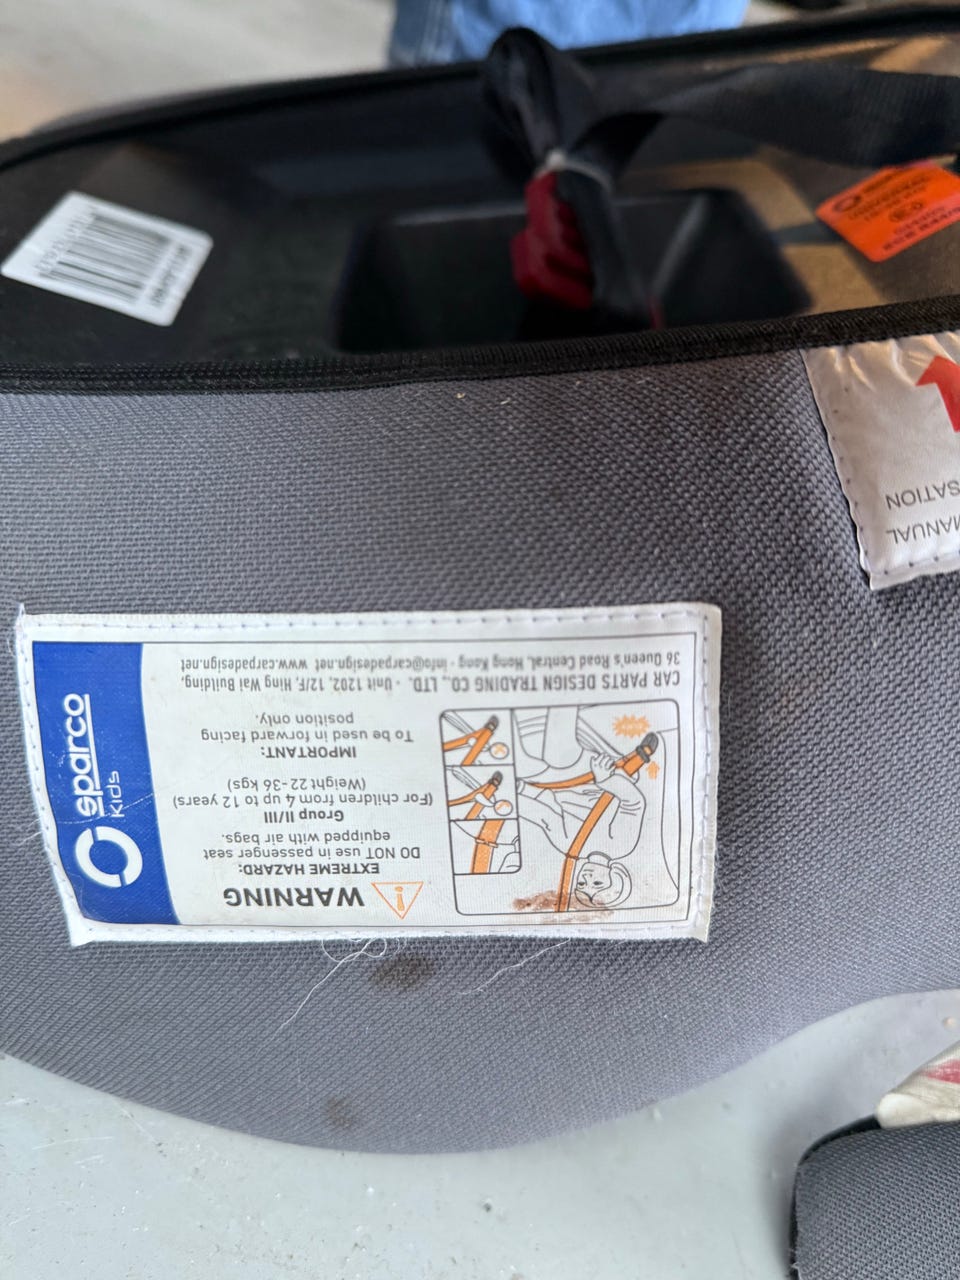 WARNING
EXTREME HAZARD:
DO NOT use in passenger seat
equipped with air bags.
Group II/III
(For children from 4 up to 12 years)
(Weight 22-36 kgs)
IMPORTANT:
To be used in forward facing
position only.
CAR PARTS DESIGN TRADING CO., LTD. - Unit 1202, 12/F, Hing Wai Building,
36 Queen's Road Central, Hong Kong - info@carpadesign.net www.carpadesign.net
sparco
kids
MANUAL
SATION